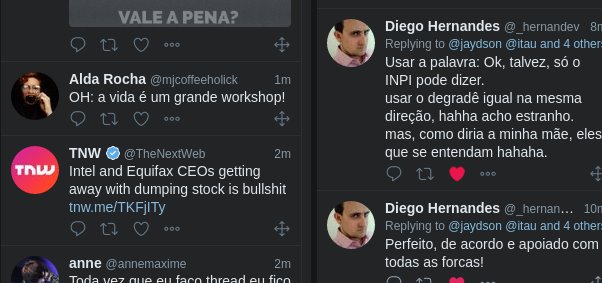 VALE A PENA?
Alda Rocha @mjcoffeeholick 1m
OH: a vida é um grande workshop!
TNW
TNW @TheNextWeb 2m
Intel and Equifax CEOs getting
away with dumping stock is bullshit
tnw.me/TKFjITy
anne @annemaxime 2m
Toda vez que eu faço thread eu fico
Diego Hernandes @_hernandev 8m
Replying to @jaydson @itau and 4 others
Usar a palavra: Ok, talvez, só o
INPI pode dizer.
usar o degradê igual na mesma
direção, hahha acho estranho.
mas, como diria a minha mãe, eles
que se entendam hahaha.
Diego Hernandes @_hernan... 10m
Replying to @jaydson @itau and 4 others
Perfeito, de acordo e apoiado com
todas as forcas!